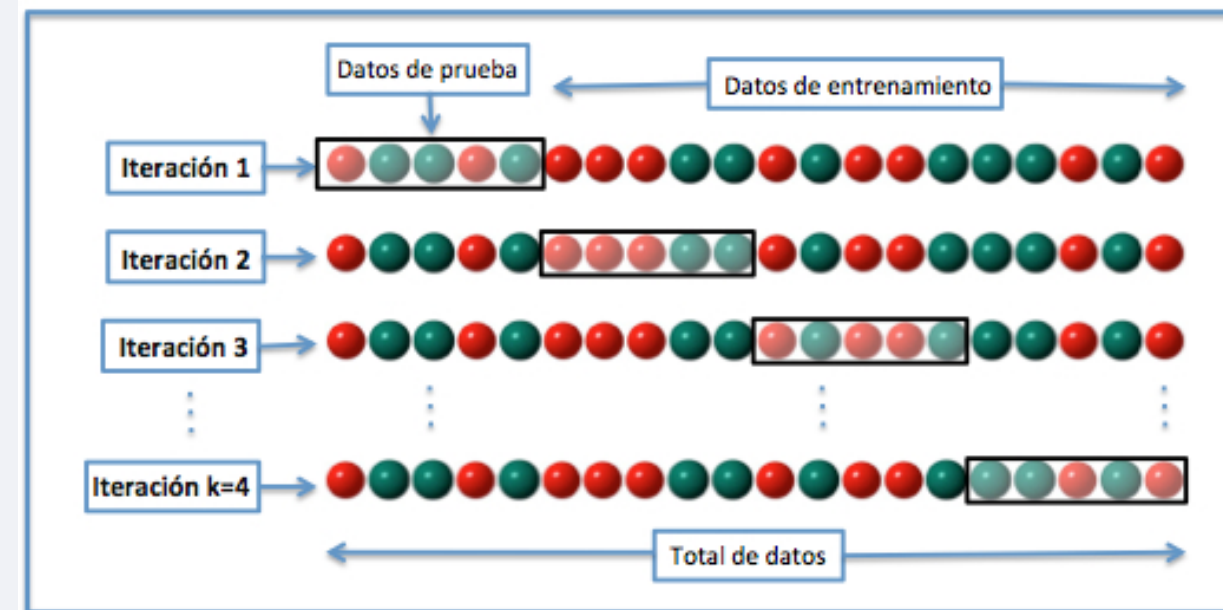 Datos de prueba
Datos de entrenamiento
Iteración 1
Iteración 2
Iteración 3
Iteración k=4
Total de datos